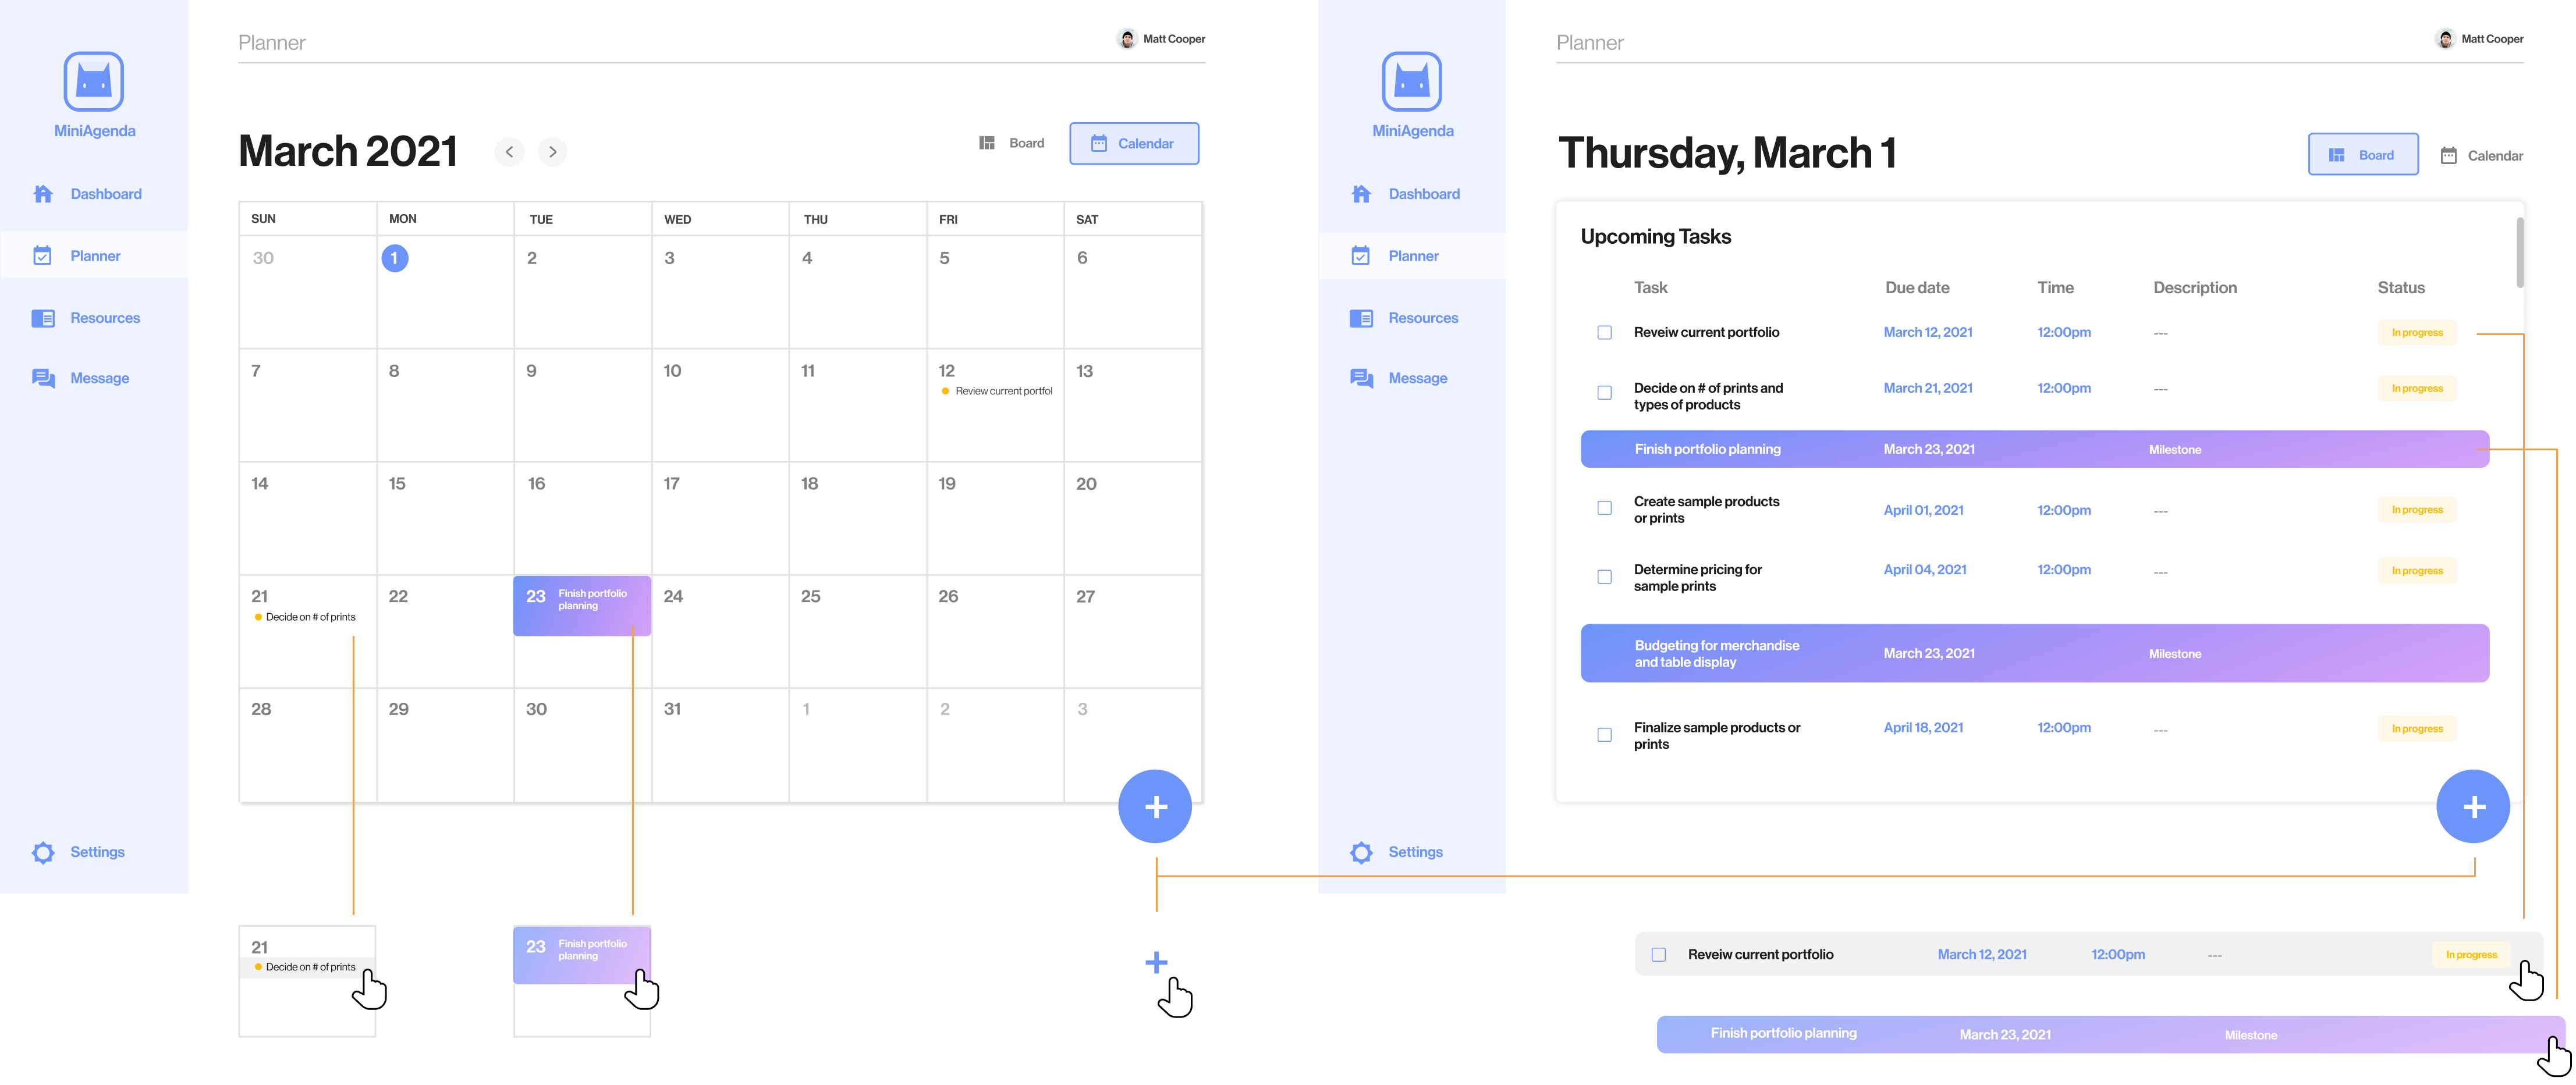 Planner
Matt Cooper
MiniAgenda
Dashboard
Planner
Resources
Message
Settings
March 2021
Board
Calendar
SUN MON TUE WED THU FRI SAT
30 1 2 3 4 5 6
7 8 9 10 11 12 13
Review current portfol
14 15 16 17 18 19 20
21 22 23 24 25 26 27
Decide on # of prints
Finish portfolio
planning
28 29 30 31 1 2 3
+
21
Decide on # of prints
23 Finish portfolio
planning
+
Planner
Matt Cooper
MiniAgenda
Dashboard
Planner
Resources
Message
Settings
Thursday, March 1
Board
Calendar
Upcoming Tasks
Task Due date Time Description Status
Reveiw current portfolio March 12, 2021 12:00pm --- In progress
Decide on # of prints and March 21, 2021 12:00pm --- In progress
types of products
Finish portfolio planning March 23, 2021 Milestone
Create sample products
or prints April 01, 2021 12:00pm --- In progress
Determine pricing for April 04, 2021 12:00pm --- In progress
sample prints
Budgeting for merchandise
and table display March 23, 2021 Milestone
Finalize sample products or April 18, 2021 12:00pm --- In progress
prints
+
Reveiw current portfolio March 12, 2021 12:00pm --- In progress
Finish portfolio planning March 23, 2021 Milestone